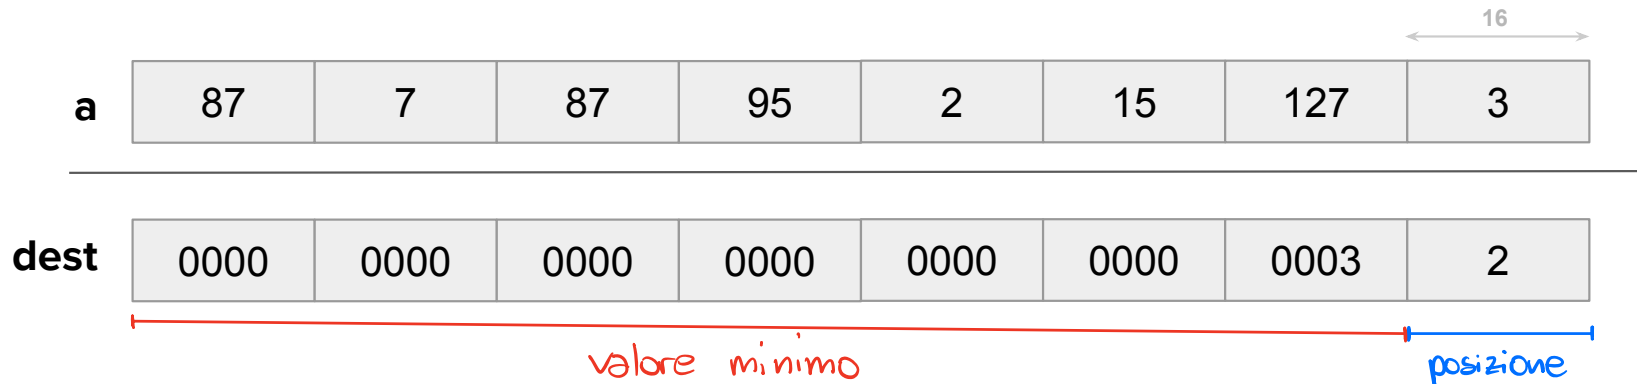 16
a 87 7 87 95 2 15 127 3
dest 0000 0000 0000 0000 0000 0000 0003 2
valore minimo posizione